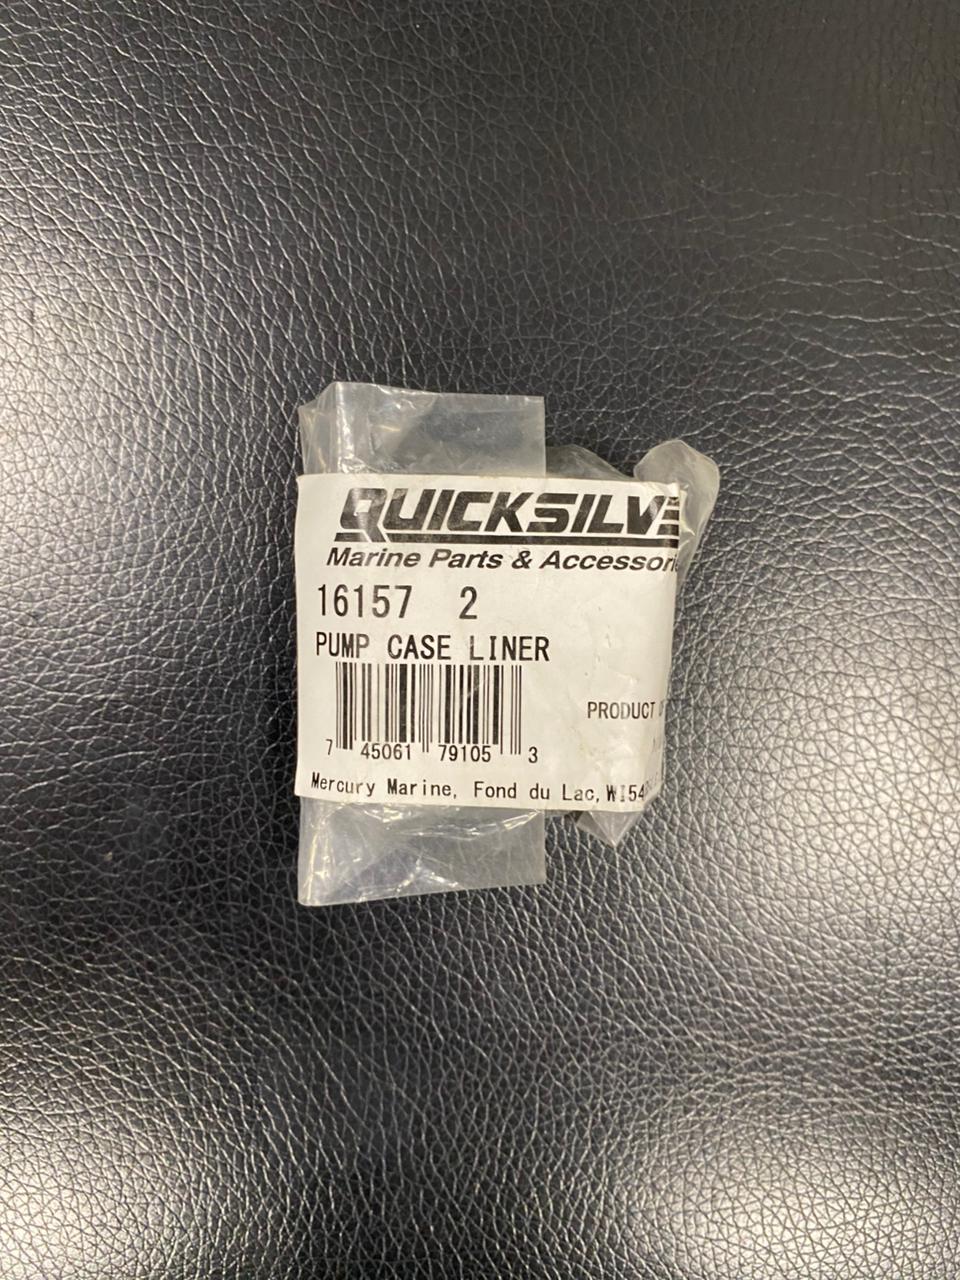 QUICKSILVE
Marine Parts & Accessori
16157 2
PUMP CASE LINER
PRODUCT
7 45061 79105 3
Mercury Marine, Fond du Lac, WI54